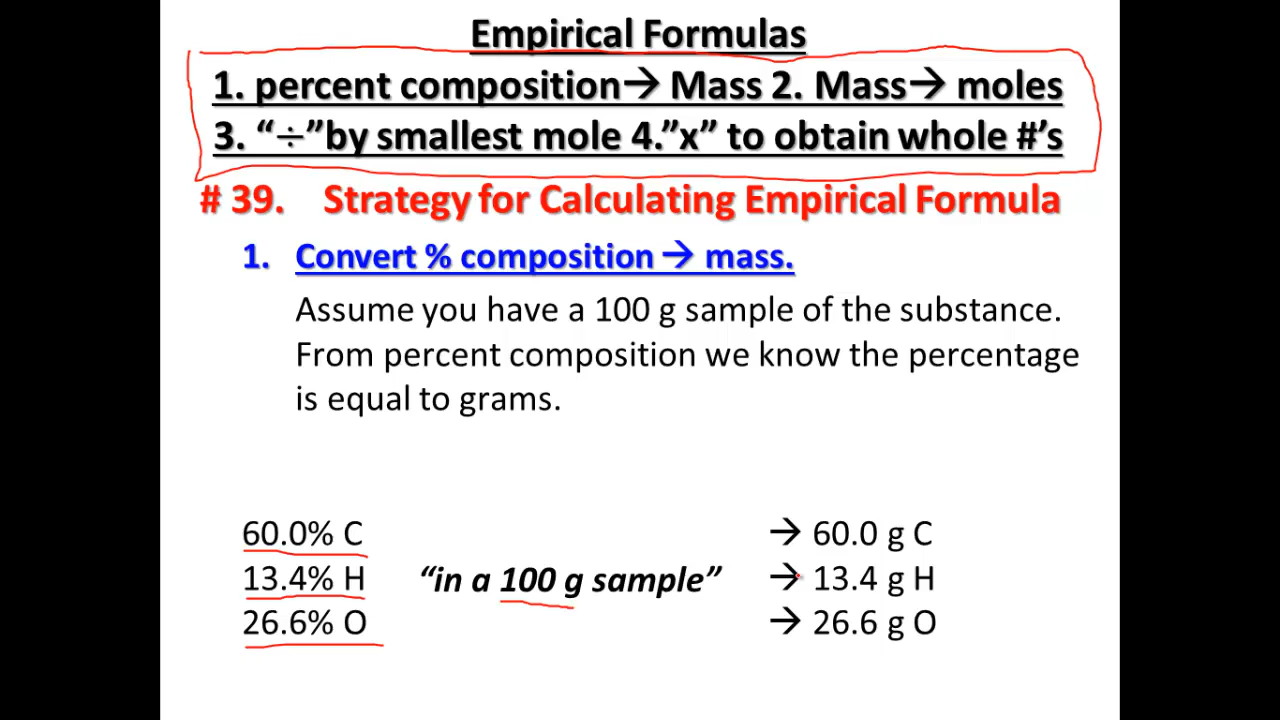 Empirical Formulas
1. percent composition→ Mass 2. Mass→ moles
3. “÷”by smallest mole 4.”x” to obtain whole #’s
# 39. Strategy for Calculating Empirical Formula
1. Convert % composition → mass.
Assume you have a 100 g sample of the substance.
From percent composition we know the percentage
is equal to grams.
60.0% C → 60.0 g C
13.4% H “in a 100 g sample” → 13.4 g H
26.6% O → 26.6 g O